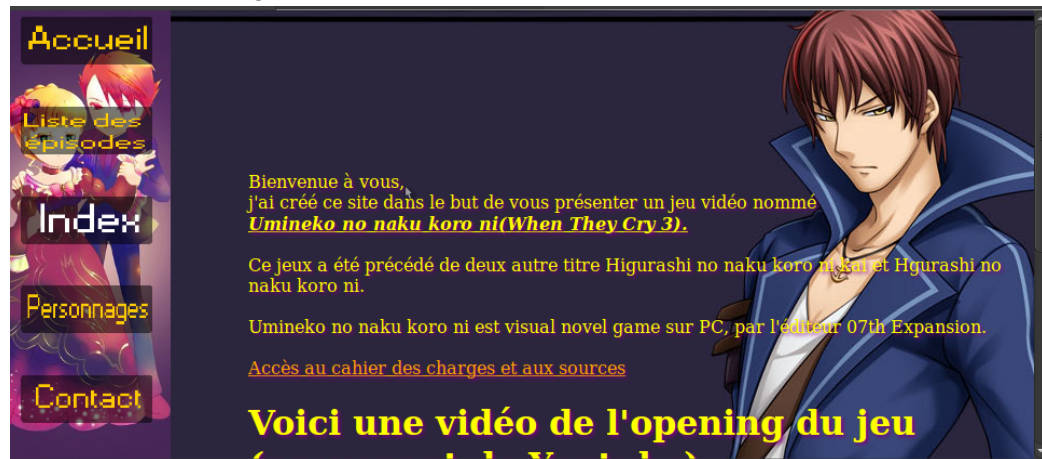 Accueil
Liste des
épisodes
Index
Personnages
Contact
Bienvenue à vous,
j'ai créé ce site dans le but de vous présenter un jeu vidéo nommé
Umineko no naku koro ni(When They Cry 3).
Ce jeux a été précédé de deux autre titre Higurashi no naku koro ni kai et Hgurashi no
naku koro ni.
Umineko no naku koro ni est visual novel game sur PC, par l'éditeur 07th Expansion.
Accès au cahier des charges et aux sources
Voici une vidéo de l'opening du jeu